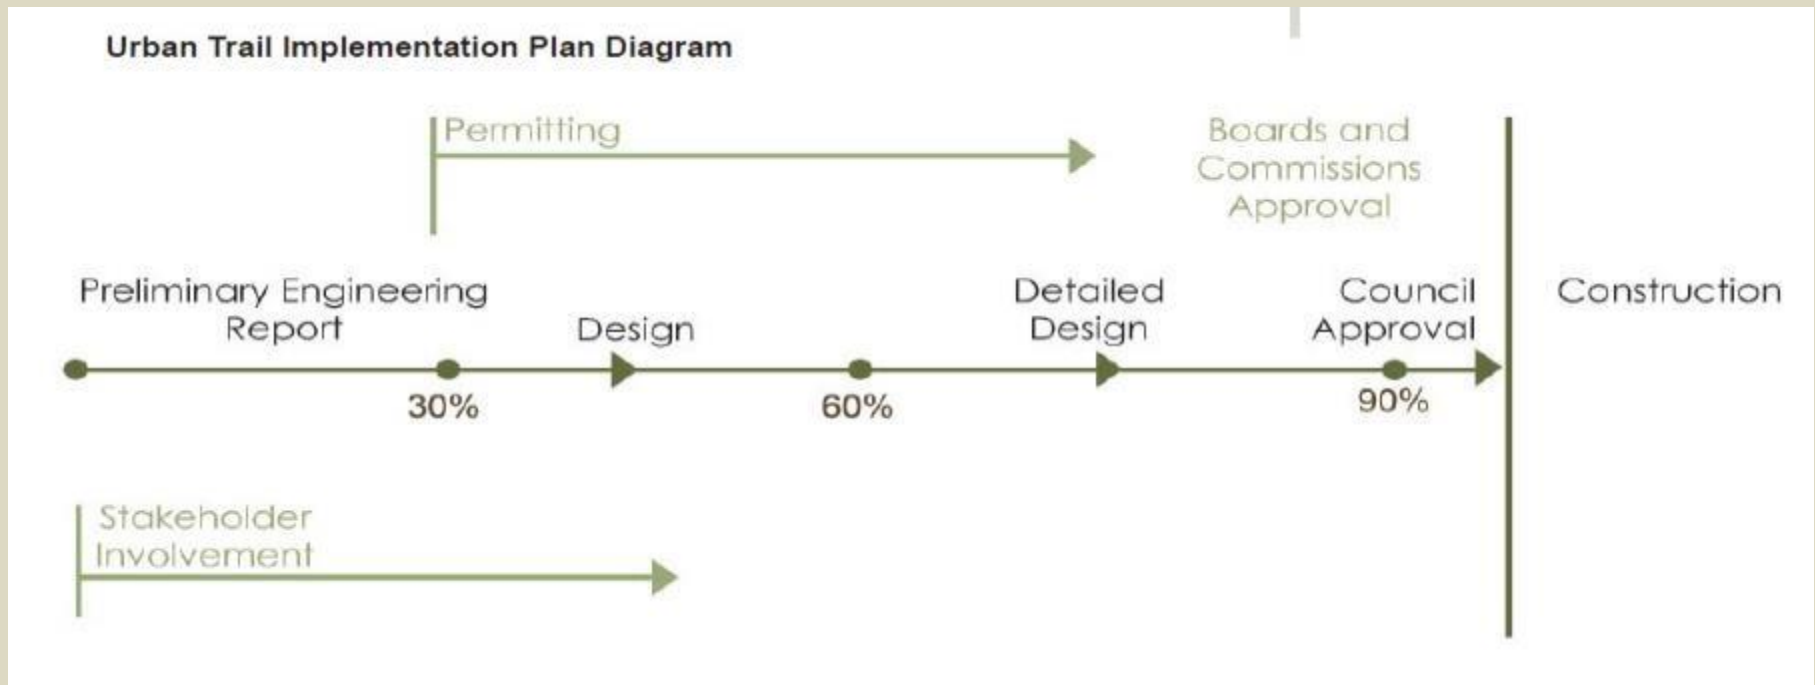 Urban Trail Implementation Plan Diagram
Permitting
Boards and
Commissions
Approval
Preliminary Engineering
Report
Design
Detailed
Design
Council
Approval
Construction
30%
60%
90%
Stakeholder
Involvement